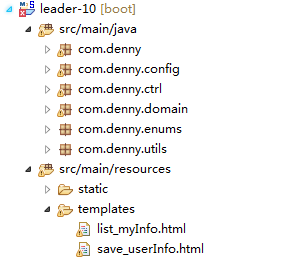 leader-10 [boot]
src/main/java
com.denny
com.denny.config
com.denny.ctrl
com.denny.domain
com.denny.enums
com.denny.utils
src/main/resources
static
templates
list_myInfo.html
save_userInfo.html